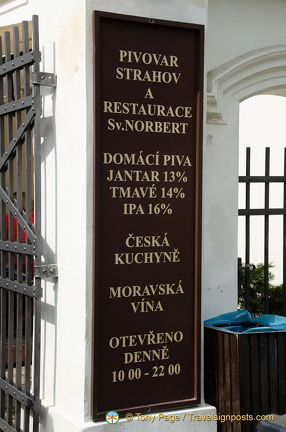 PIVOVAR
STRAHOV
A
RESTAURACE
Sv.NORBERT
DOMÁCÍ PIVA
JANTAR 13%
TMAVÉ 14%
IPA 16%
ČESKÁ
KUCHYNĚ
MORAVSKÁ
VÍNA
OTEVŘENO
DENNĚ
10 00 - 22 00
© Tony Page / www.travelsignposts.com